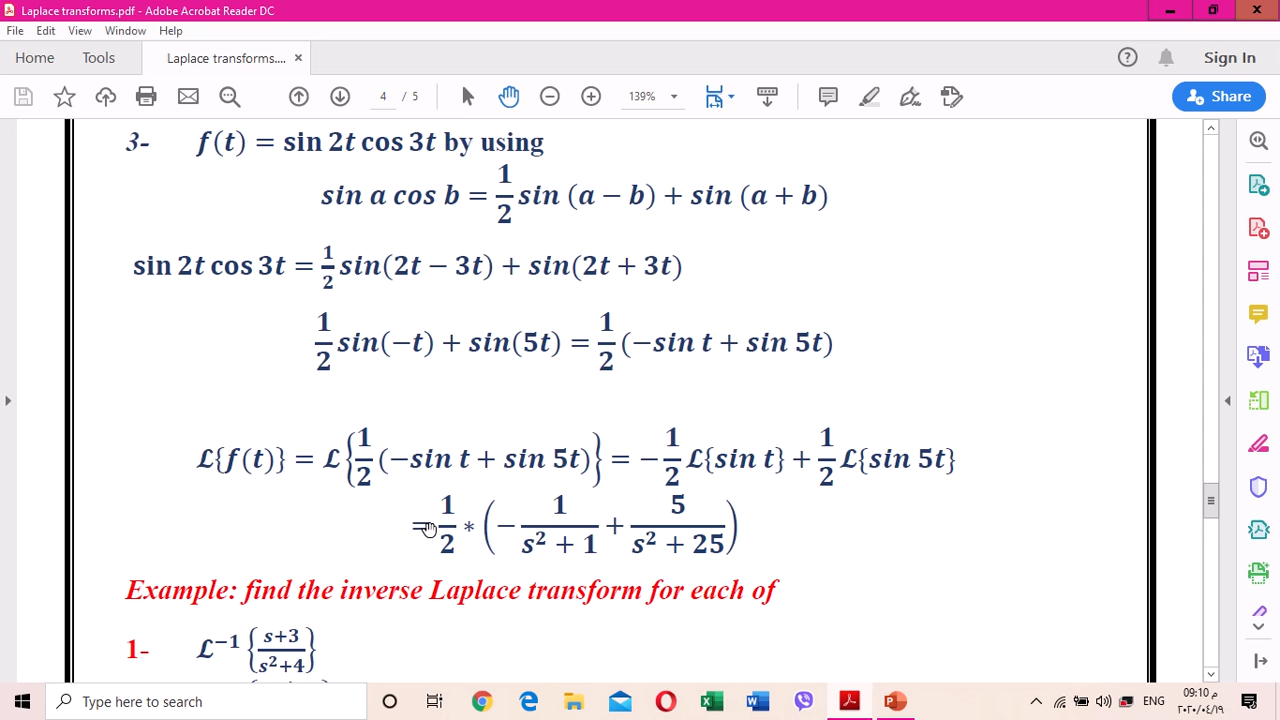 Laplace transforms.pdf - Adobe Acrobat Reader DC
File Edit View Window Help
Home Tools Laplace transforms.... × Sign In
4 / 5 139% Share
3- f(t) = sin 2t cos 3t by using
sin a cos b = 1/2 sin (a − b) + sin (a + b)
sin 2t cos 3t = 1/2 sin(2t − 3t) + sin(2t + 3t)
1/2 sin(−t) + sin(5t) = 1/2 (−sin t + sin 5t)
ℒ{f(t)} = ℒ{1/2 (−sin t + sin 5t)} = −1/2 ℒ{sin t} + 1/2 ℒ{sin 5t}
= 1/2 * (− 1/(s² + 1) + 5/(s² + 25))
Example: find the inverse Laplace transform for each of
1- ℒ⁻¹ {(s+3)/(s²+4)}
Type here to search ENG م ٠٩:١٥
٢٠٢٠/٠٤/١٩